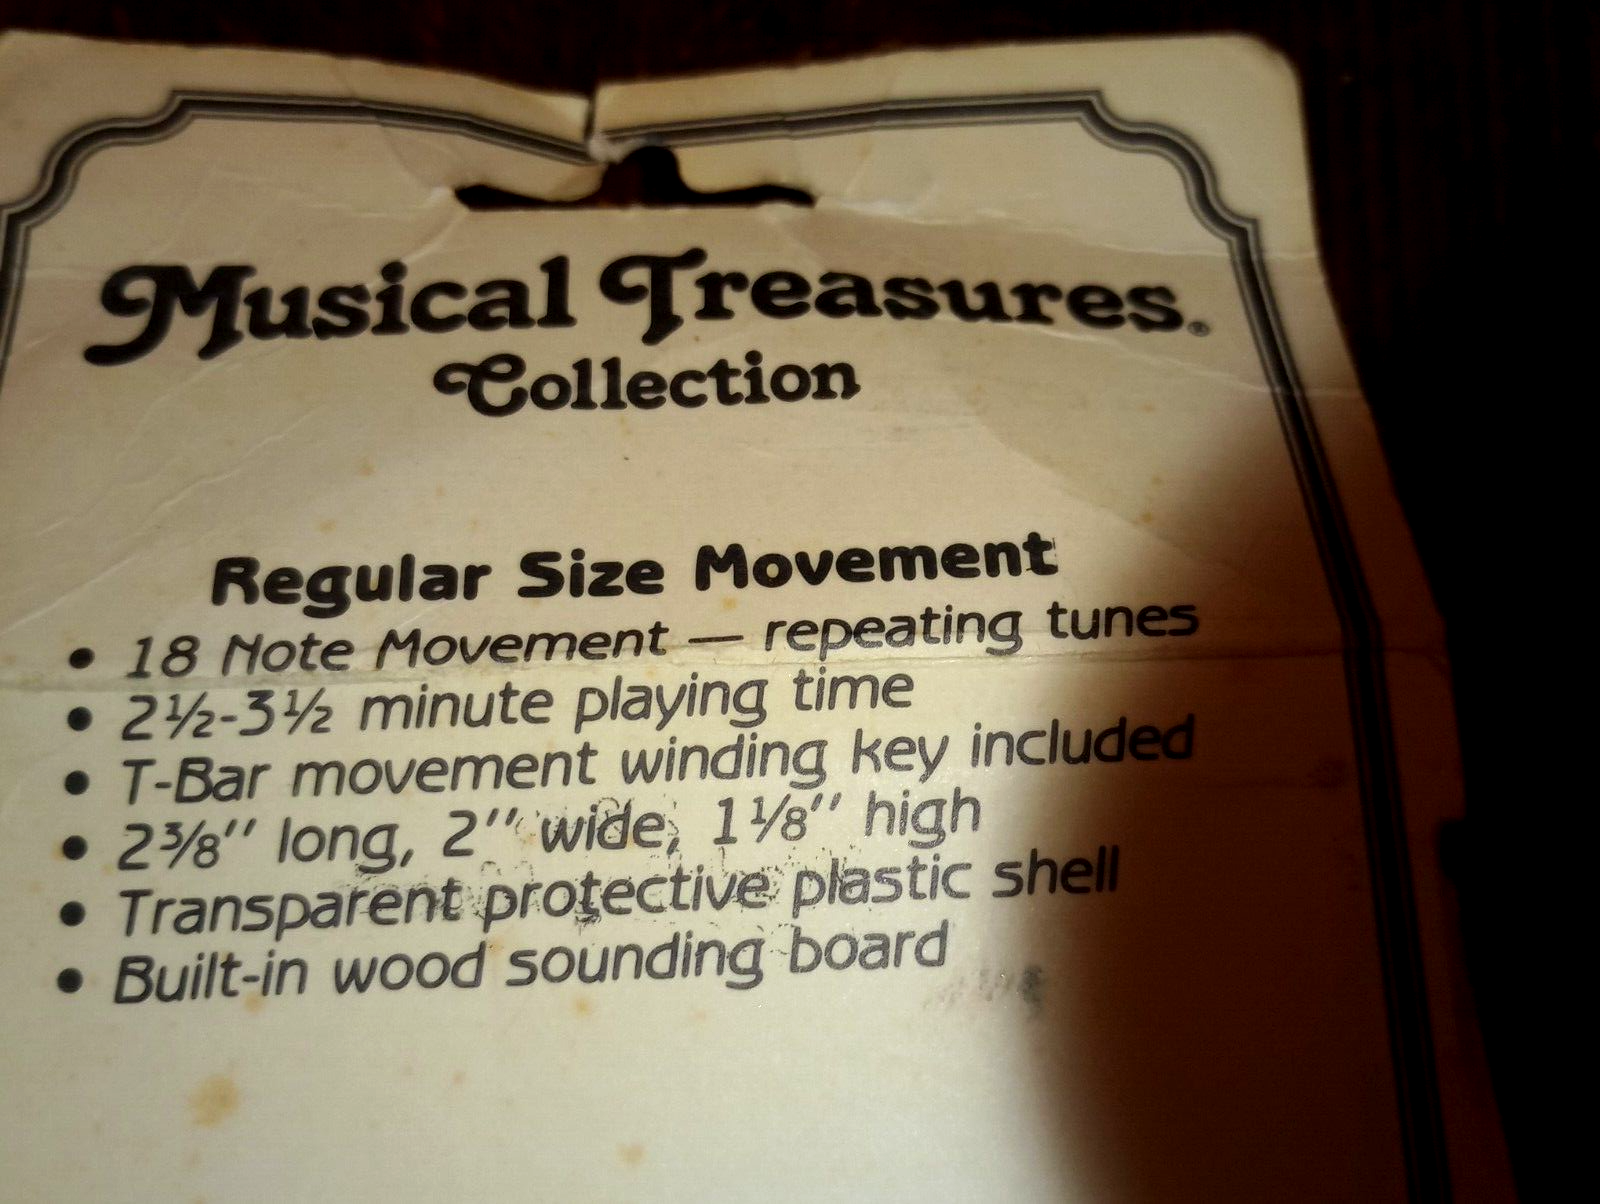 Musical Treasures®
Collection
Regular Size Movement
• 18 Note Movement — repeating tunes
• 2½-3½ minute playing time
• T-Bar movement winding key included
• 2⅜'' long, 2'' wide, 1⅛'' high
• Transparent protective plastic shell
• Built-in wood sounding board